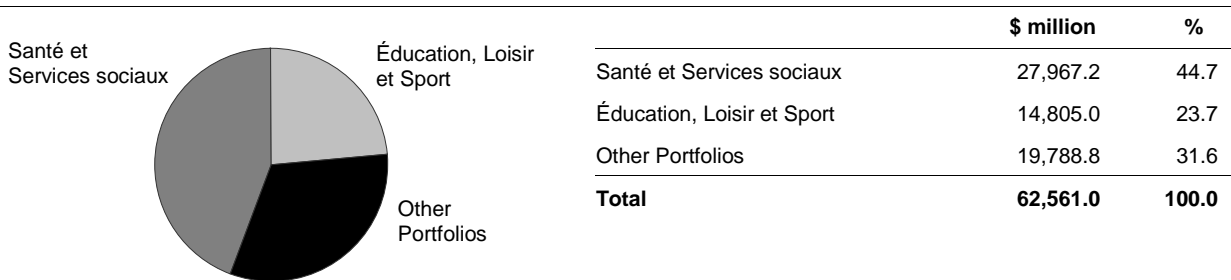 Santé et
Services sociaux
Éducation, Loisir
et Sport
Other
Portfolios
$ million %
Santé et Services sociaux 27,967.2 44.7
Éducation, Loisir et Sport 14,805.0 23.7
Other Portfolios 19,788.8 31.6
Total 62,561.0 100.0